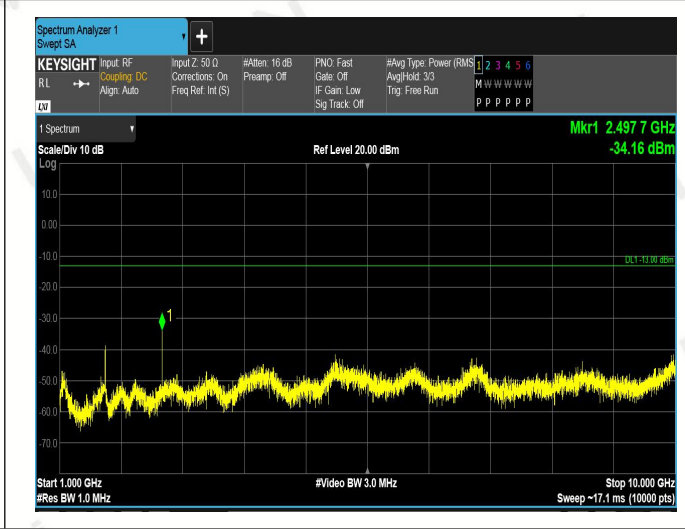 Spectrum Analyzer 1
Swept SA
+
KEYSIGHT
RL
LXI
Input: RF
Coupling: DC
Align: Auto
Input Z: 50 Ω
Corrections: On
Freq Ref: Int (S)
#Atten: 16 dB
Preamp: Off
PNO: Fast
Gate: Off
IF Gain: Low
Sig Track: Off
#Avg Type: Power (RMS
Avg|Hold: 3/3
Trig: Free Run
1 2 3 4 5 6
M W W W W W
P P P P P P
1 Spectrum
Mkr1 2.497 7 GHz
Scale/Div 10 dB
Ref Level 20.00 dBm
-34.16 dBm
Log
10.0
0.00
-10.0
DL1 -13.00 dBm
-20.0
-30.0
1
-40.0
-50.0
-60.0
-70.0
Start 1.000 GHz
#Video BW 3.0 MHz
Stop 10.000 GHz
#Res BW 1.0 MHz
Sweep ~17.1 ms (10000 pts)